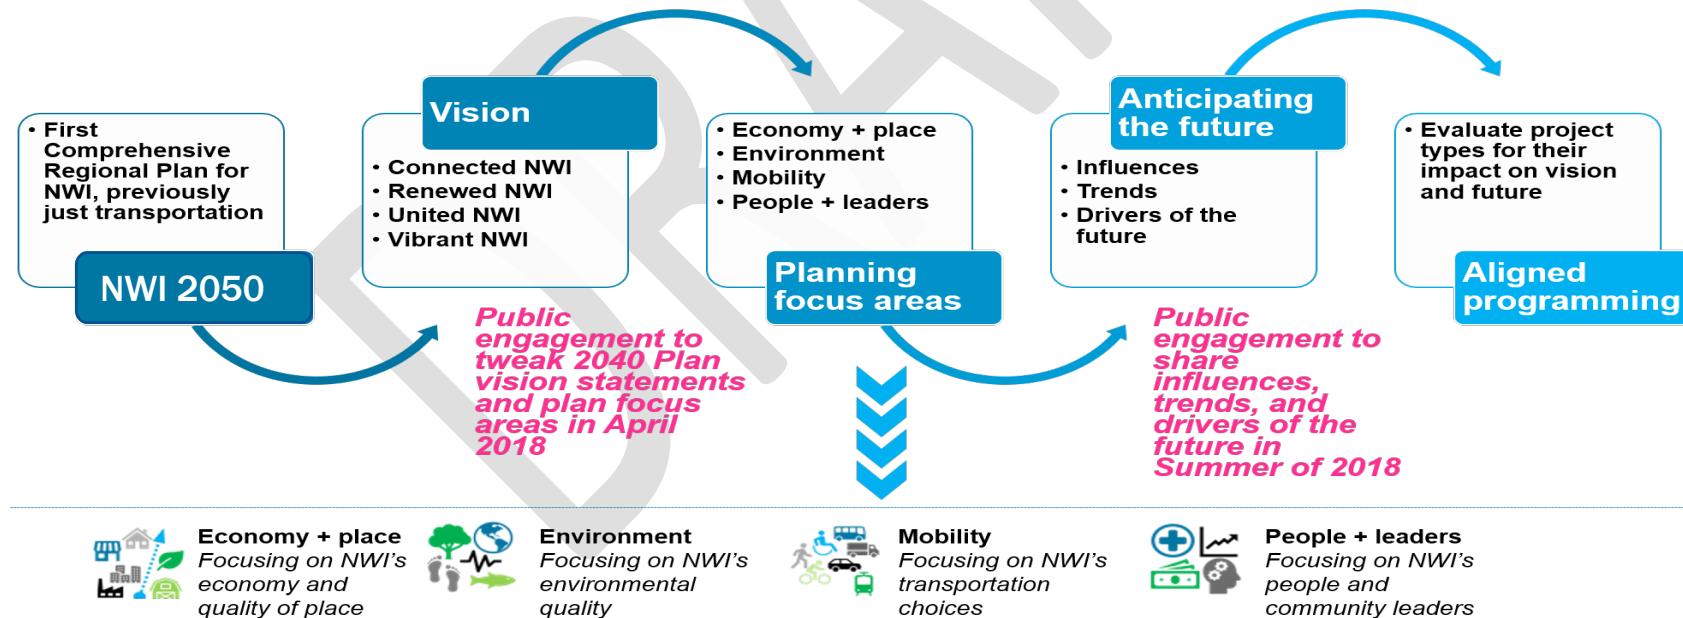 • First
Comprehensive
Regional Plan for
NWI, previously
just transportation
NWI 2050
Vision
• Connected NWI
• Renewed NWI
• United NWI
• Vibrant NWI
Public
engagement to
tweak 2040 Plan
vision statements
and plan focus
areas in April
2018
• Economy + place
• Environment
• Mobility
• People + leaders
Planning
focus areas
Anticipating
the future
• Influences
• Trends
• Drivers of the
future
Public
engagement to
share
influences,
trends, and
drivers of the
future in
Summer of 2018
• Evaluate project
types for their
impact on vision
and future
Aligned
programming
Economy + place
Focusing on NWI’s
economy and
quality of place
Environment
Focusing on NWI’s
environmental
quality
Mobility
Focusing on NWI’s
transportation
choices
People + leaders
Focusing on NWI’s
people and
community leaders